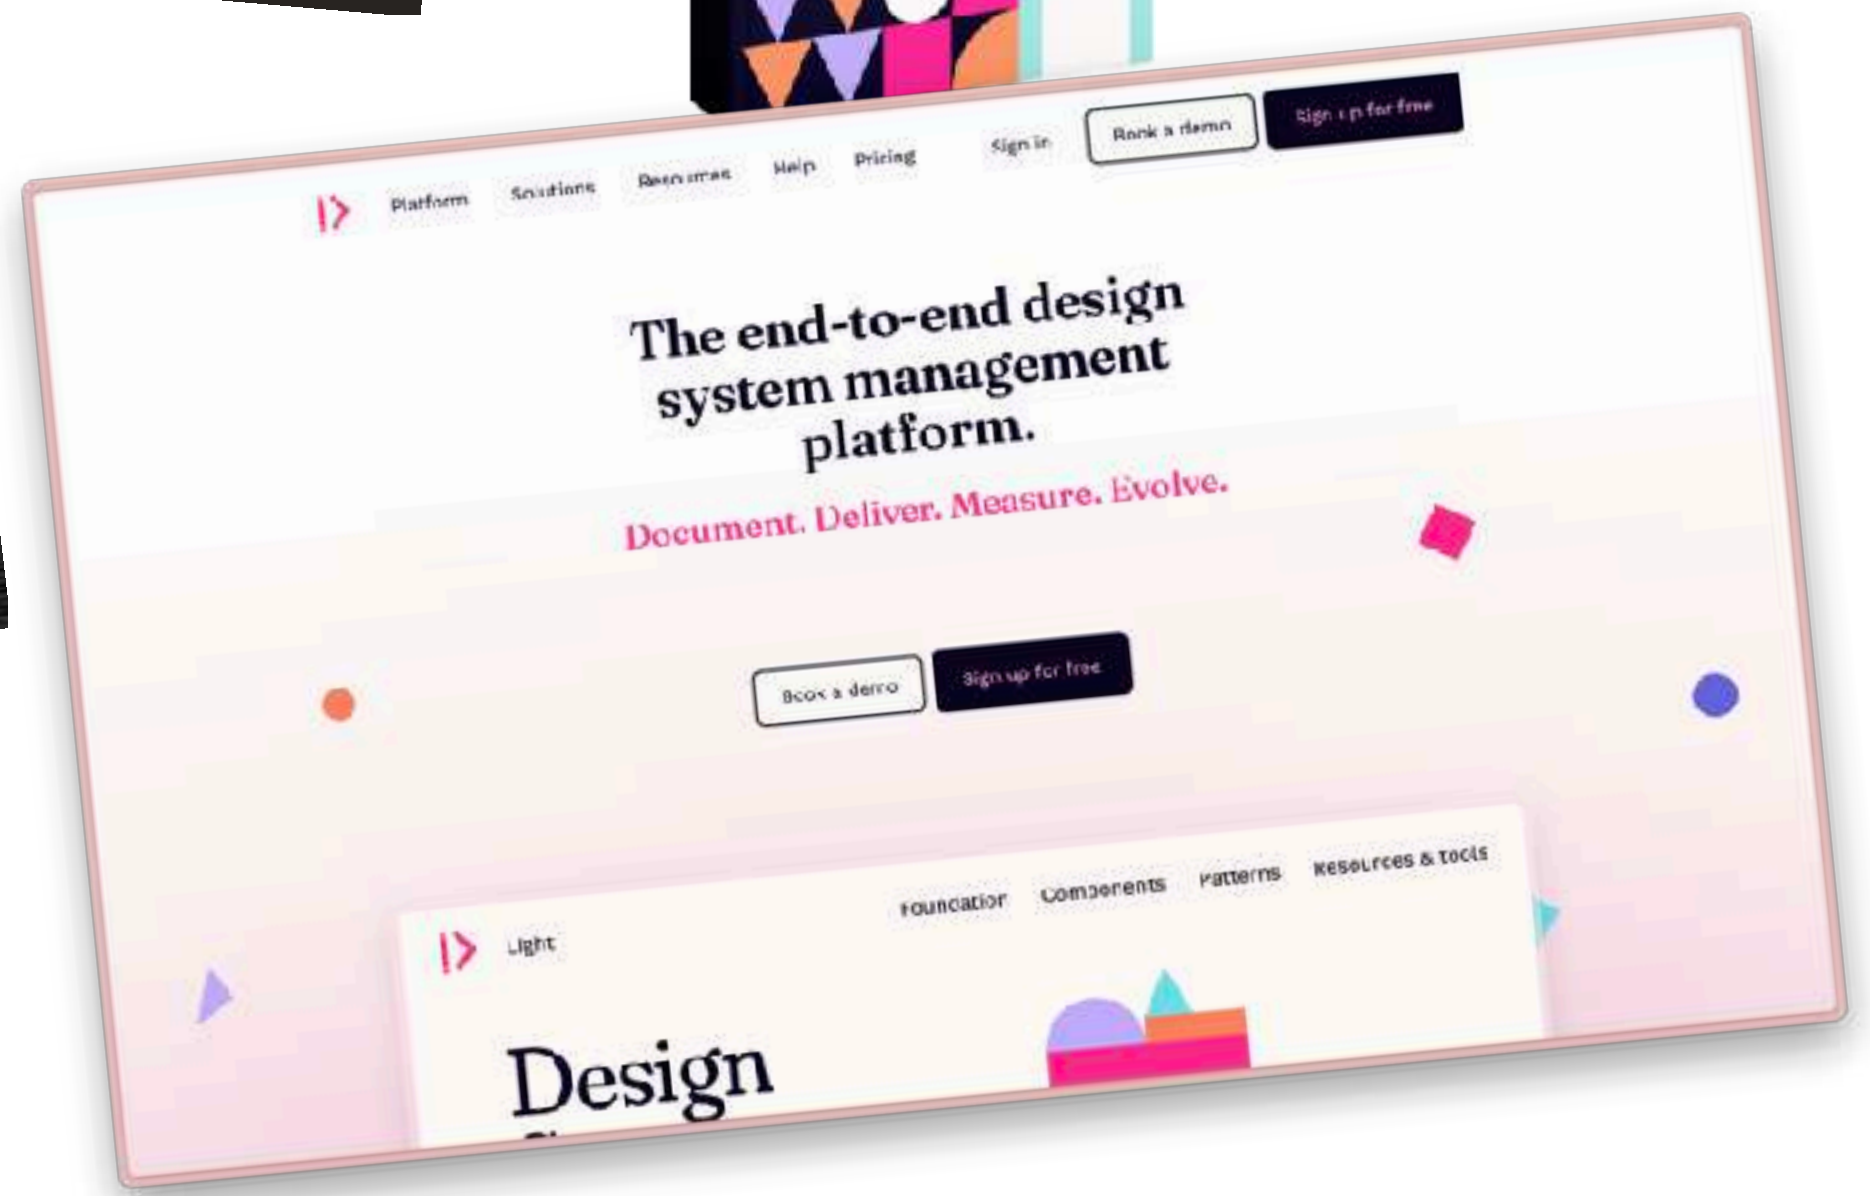 Platform Solutions Resources Help Pricing Sign in Book a demo Sign up for free
The end-to-end design
system management
platform.
Document. Deliver. Measure. Evolve.
Book a demo Sign up for free
Light Foundation Components Patterns Resources & tools
Design